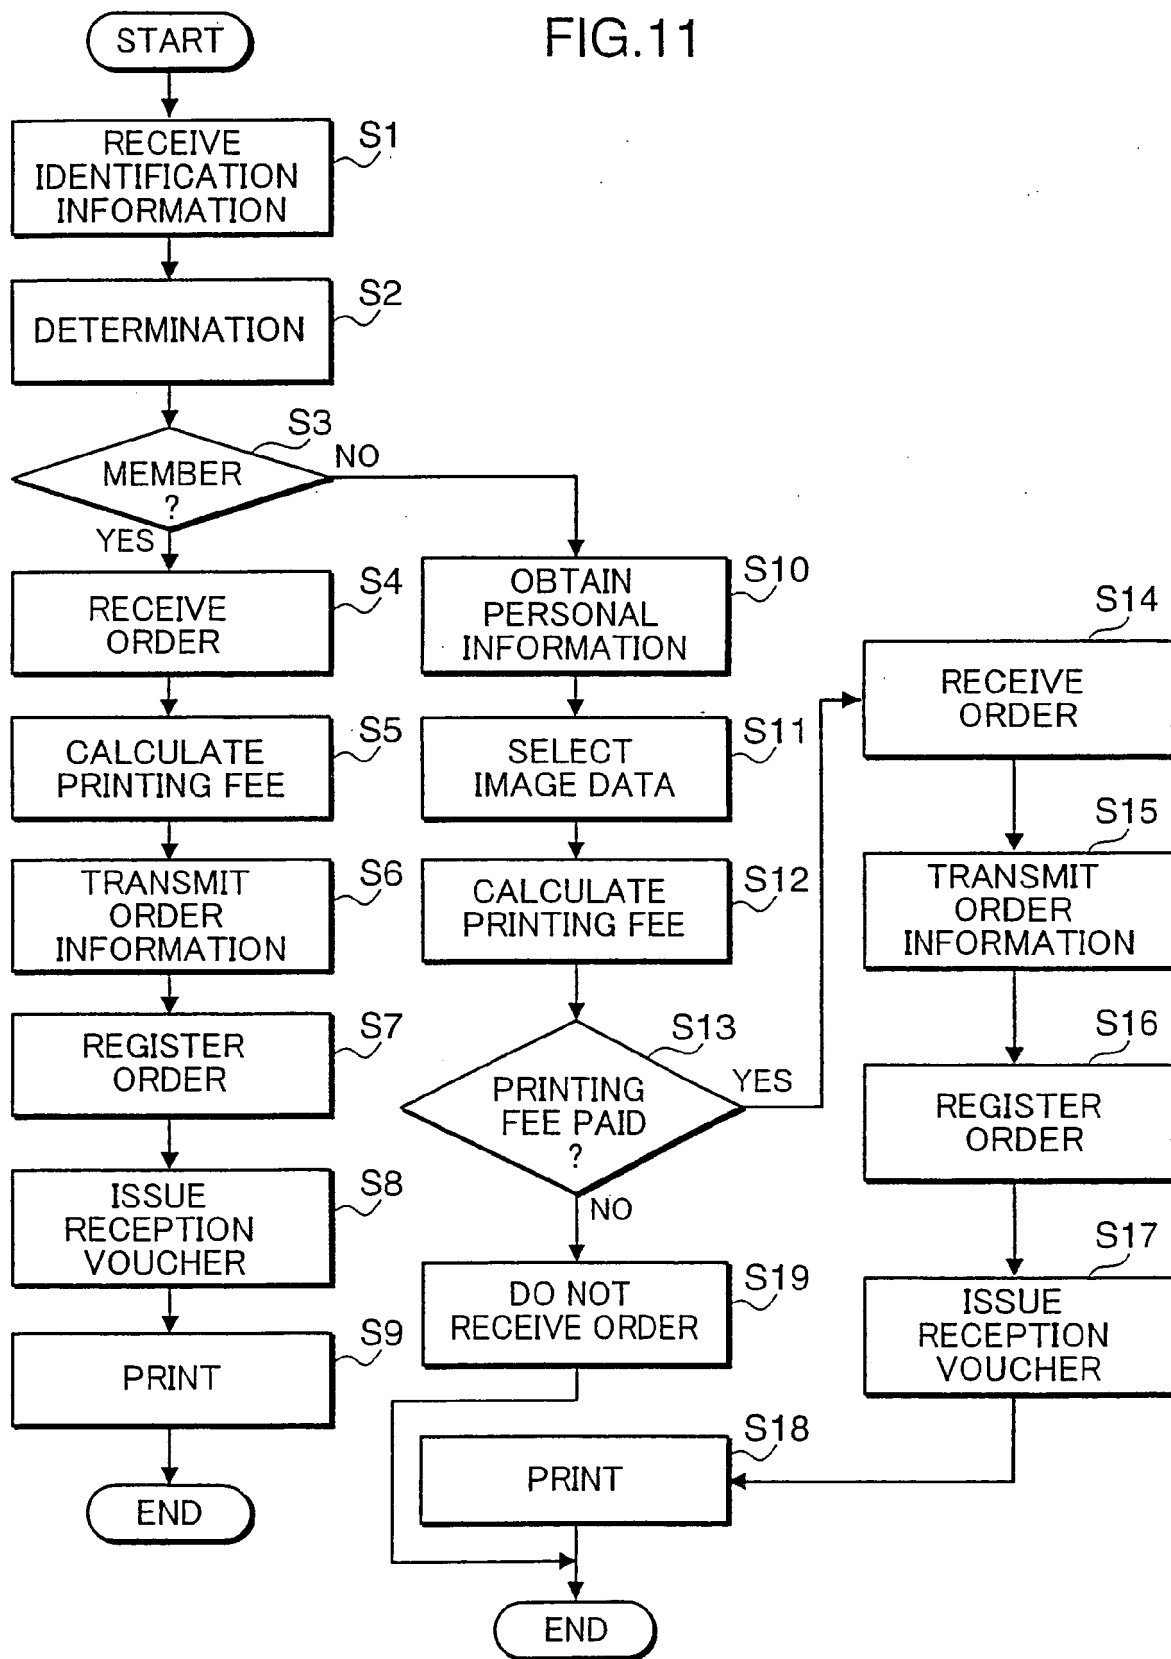 FIG.11
START
RECEIVE
IDENTIFICATION
INFORMATION
S1
DETERMINATION
S2
MEMBER
?
S3
NO
YES
RECEIVE
ORDER
S4
CALCULATE
PRINTING FEE
S5
TRANSMIT
ORDER
INFORMATION
S6
REGISTER
ORDER
S7
ISSUE
RECEPTION
VOUCHER
S8
PRINT
S9
END
OBTAIN
PERSONAL
INFORMATION
S10
SELECT
IMAGE DATA
S11
CALCULATE
PRINTING FEE
S12
PRINTING
FEE PAID
?
S13
YES
NO
DO NOT
RECEIVE ORDER
S19
RECEIVE
ORDER
S14
TRANSMIT
ORDER
INFORMATION
S15
REGISTER
ORDER
S16
ISSUE
RECEPTION
VOUCHER
S17
PRINT
S18
END